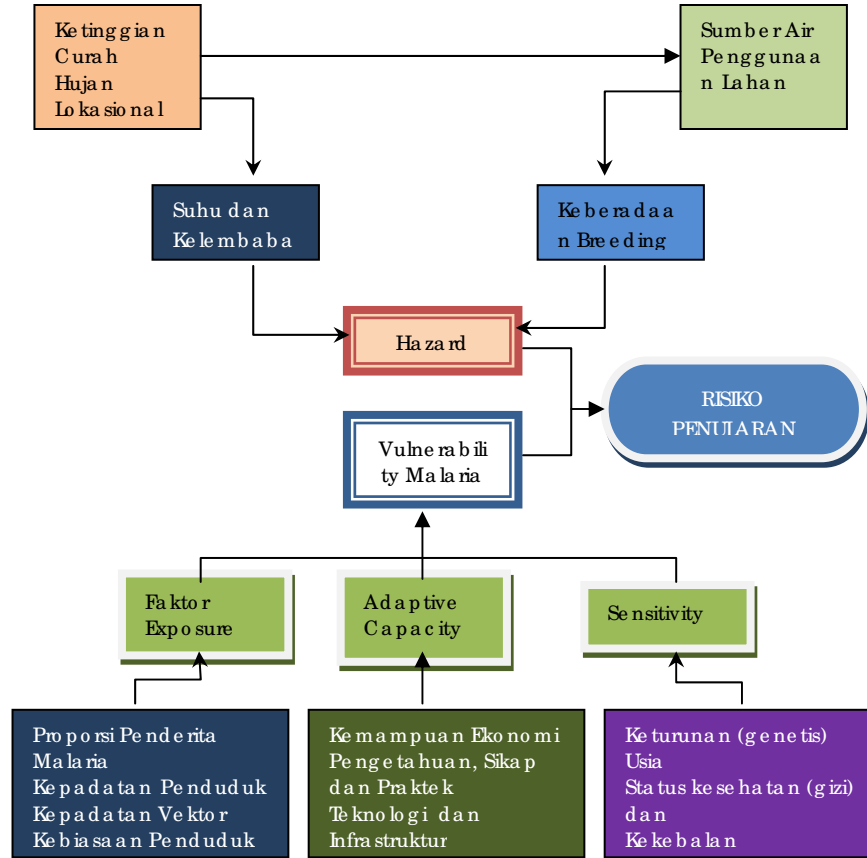 Ketinggian
Curah
Hujan
Lokasional
Sumber Air
Penggunaa
n Lahan
Suhu dan
Kelembaba
Keberadaa
n Breeding
Hazard
RISIKO
PENULARAN
Vulnerabili
ty Malaria
Faktor
Exposure
Adaptive
Capacity
Sensitivity
Proporsi Penderita
Malaria
Kepadatan Penduduk
Kepadatan Vektor
Kebiasaan Penduduk
Kemampuan Ekonomi
Pengetahuan, Sikap
dan Praktek
Teknologi dan
Infrastruktur
Keturunan (genetis)
Usia
Status kesehatan (gizi)
dan
Kekebalan